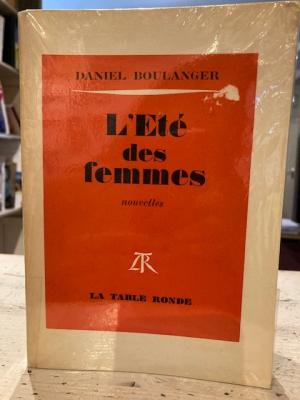 DANIEL BOULANGER
L'Eté
des
femmes
nouvelles
TR
LA TABLE RONDE